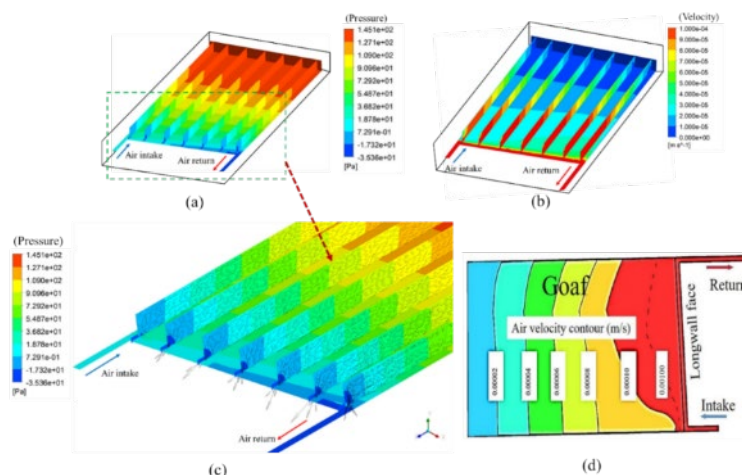 (Pressure)
1.451e+02
1.271e+02
1.090e+02
9.096e+01
7.292e+01
5.487e+01
3.682e+01
1.878e+01
7.291e-01
-1.732e+01
-3.536e+01
[Pa]
Air intake
Air return
(a)
(Velocity)
1.000e-04
9.000e-05
8.000e-05
7.000e-05
6.000e-05
5.000e-05
4.000e-05
3.000e-05
2.000e-05
1.000e-05
0.000e+00
[m s^-1]
Air intake
Air return
(b)
(Pressure)
1.451e+02
1.271e+02
1.090e+02
9.096e+01
7.292e+01
5.487e+01
3.682e+01
1.878e+01
7.291e-01
-1.732e+01
-3.536e+01
[Pa]
Air intake
Air return
(c)
Goaf
Return
Air velocity contour (m/s)
0.00002
0.00004
0.00006
0.00008
0.00010
0.00100
Longwall face
Intake
(d)